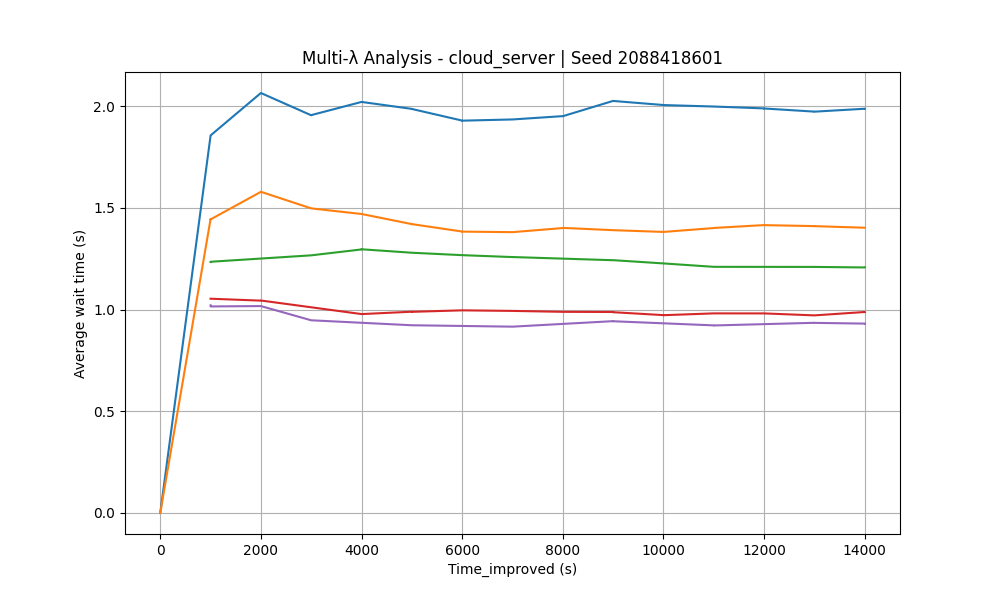 Multi-λ Analysis - cloud_server | Seed 2088418601
Average wait time (s)
2.0
1.5
1.0
0.5
0.0
0 2000 4000 6000 8000 10000 12000 14000
Time_improved (s)